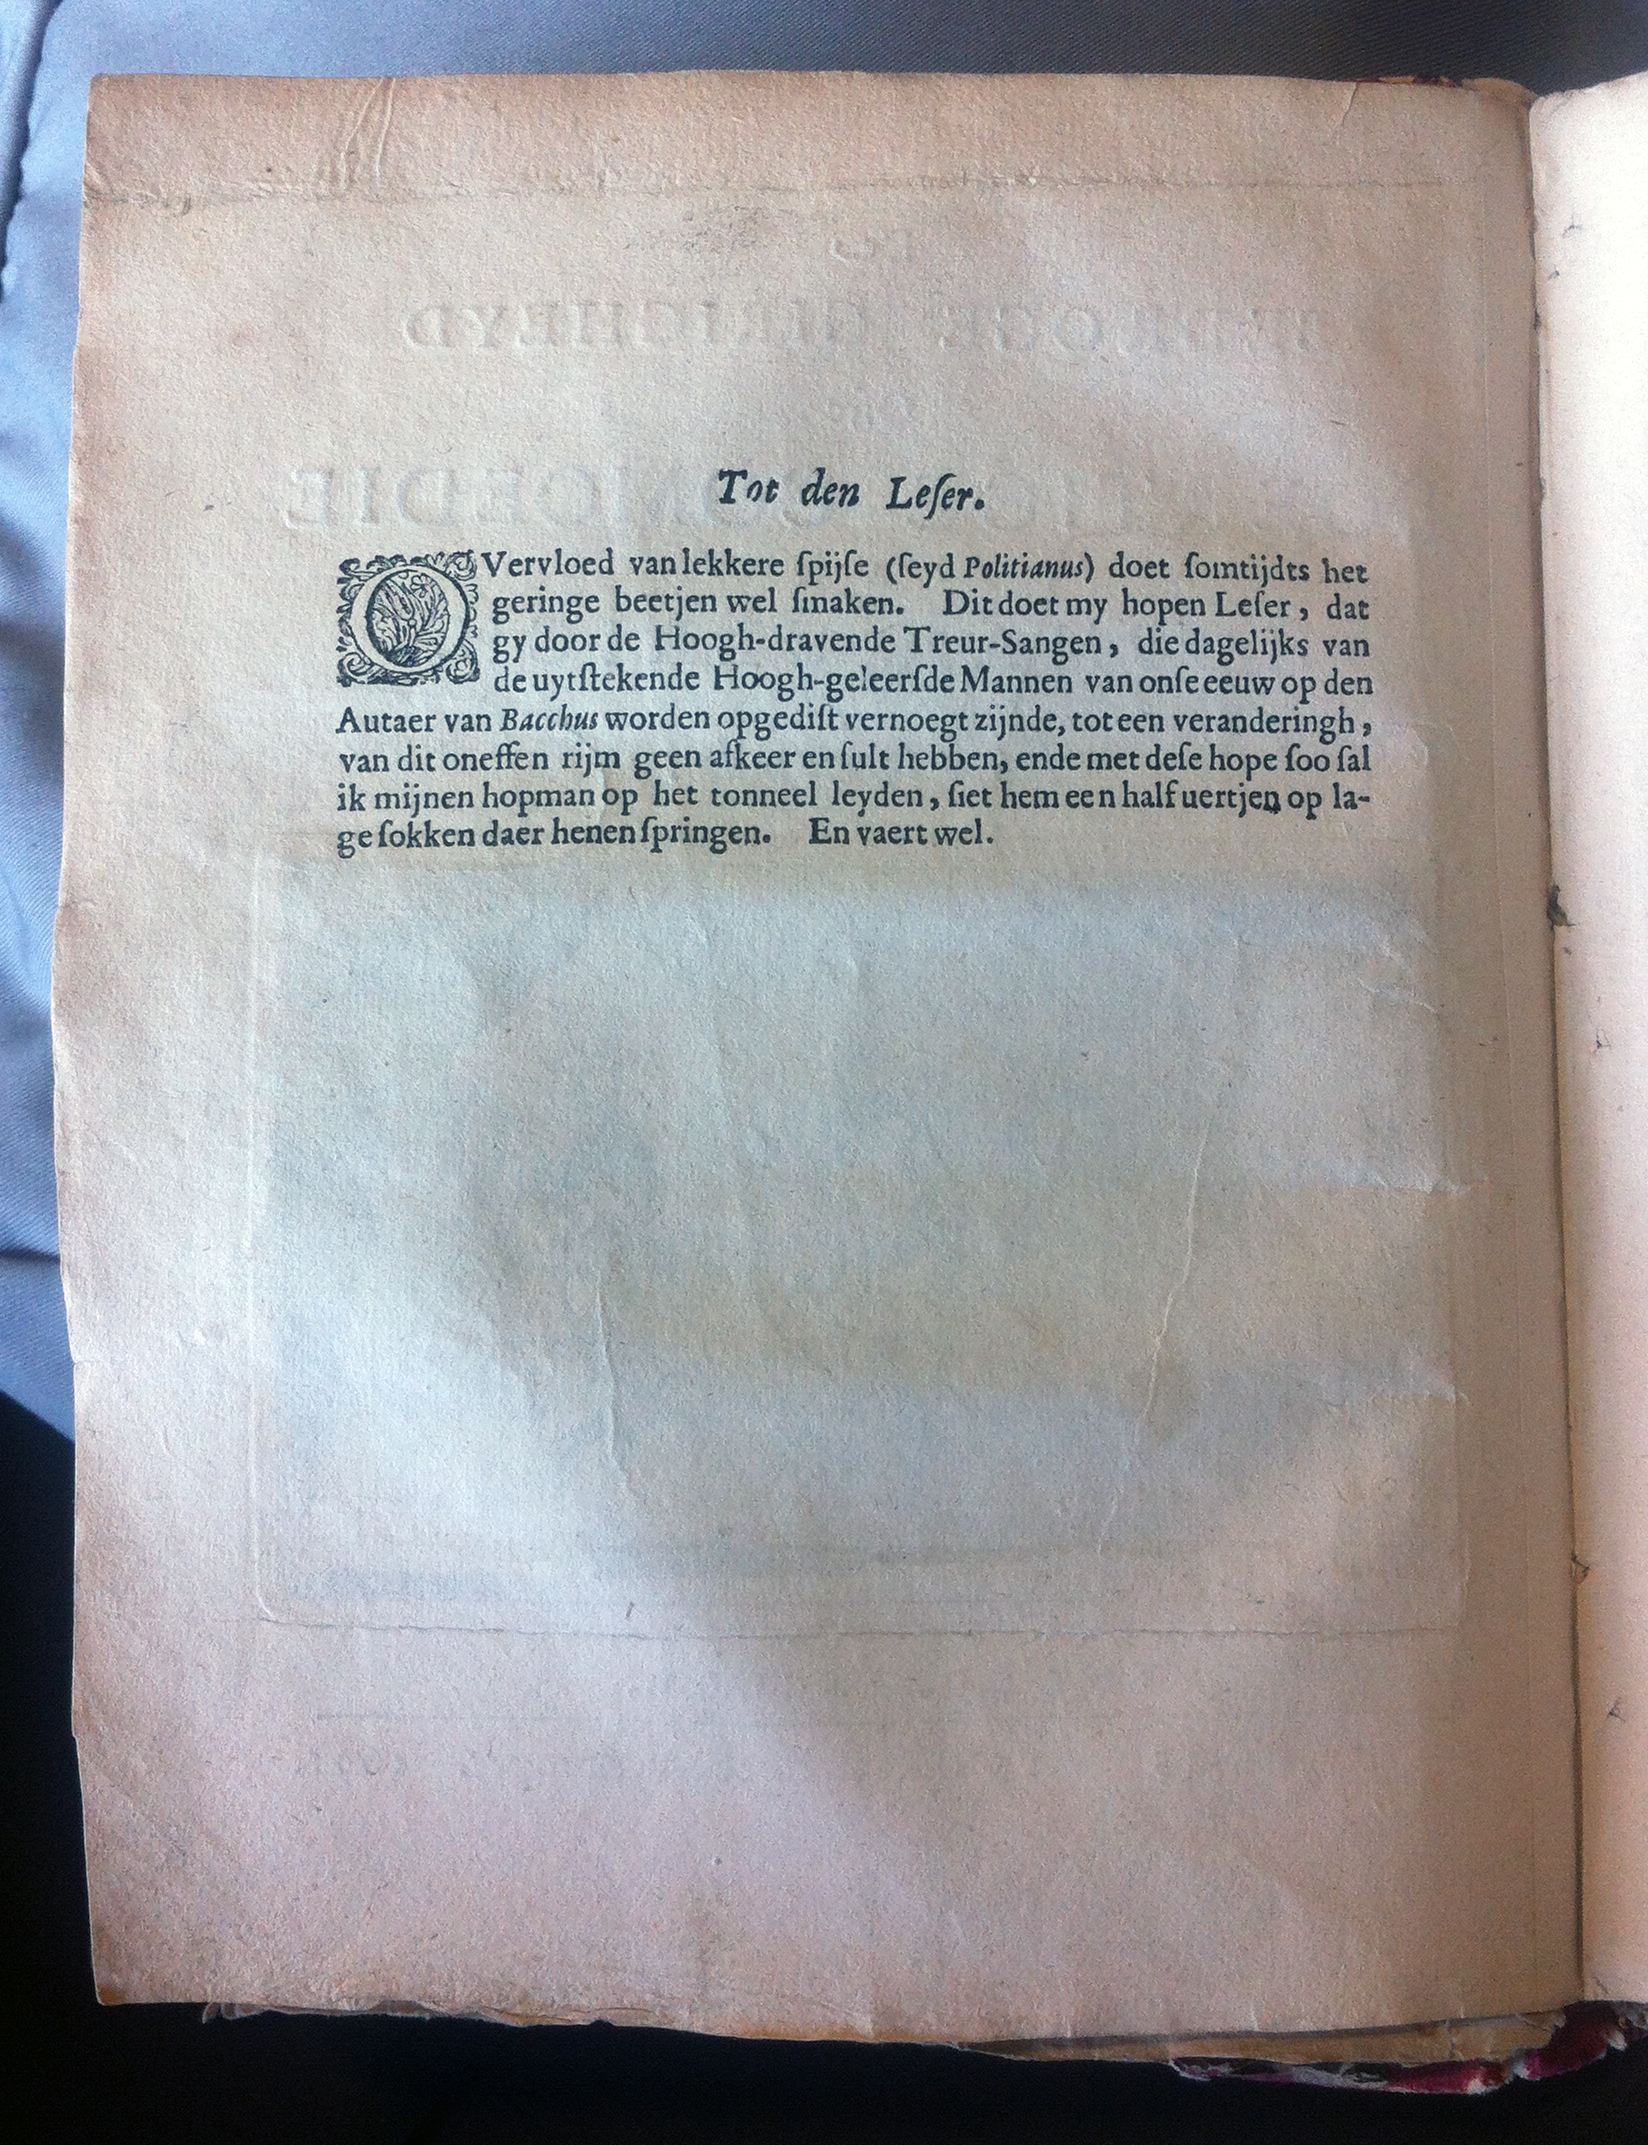 Tot den Leſer.
OVervloed van lekkere ſpijſe (ſeyd Politianus) doet ſomtijdts het
geringe beetjen wel ſmaken. Dit doet my hopen Leſer, dat
gy door de Hoogh-dravende Treur-Sangen, die dagelijks van
de uytſtekende Hoogh-geleerſde Mannen van onſe eeuw op den
Autaer van Bacchus worden opgediſt vernoegt zijnde, tot een veranderingh,
van dit oneffen rijm geen afkeer en ſult hebben, ende met deſe hope ſoo ſal
ik mijnen hopman op het tonneel leyden, ſiet hem een half uertjen op la-
ge ſokken daer henen ſpringen. En vaert wel.